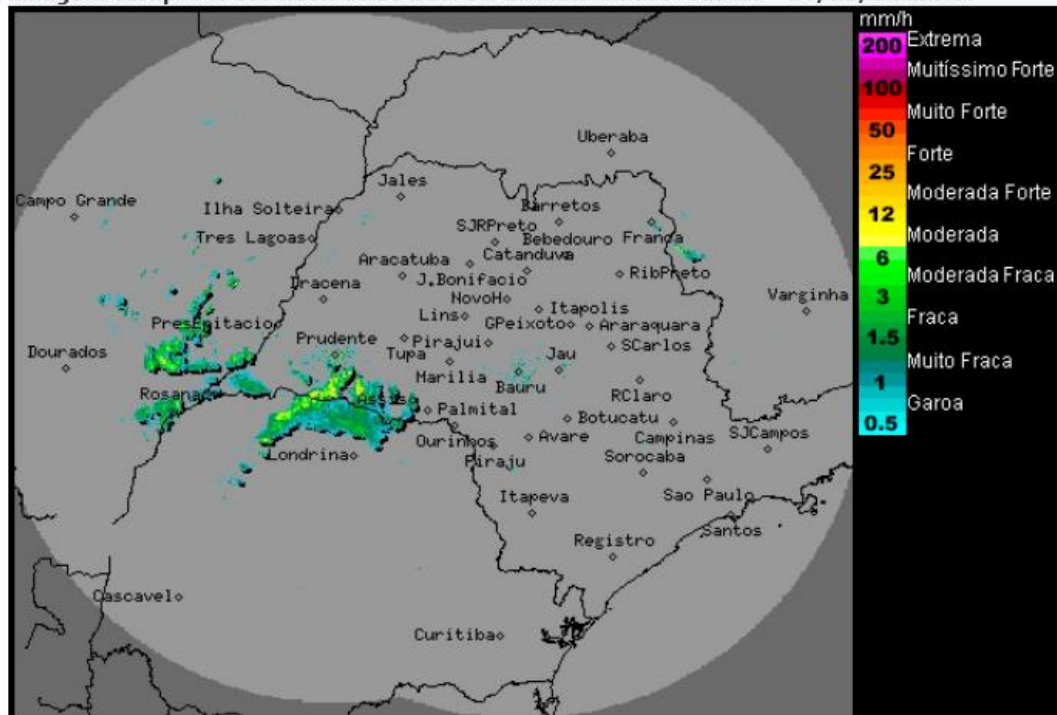 mm/h
200 Extrema
Muitíssimo Forte
100
Muito Forte
50
Forte
25
Moderada Forte
12
Moderada
6
Moderada Fraca
3
Fraca
1.5
Muito Fraca
1
Garoa
0.5
Uberaba
Jales
Campo Grande
Ilha Solteira
Barretos
SJRPreto
Tres Lagoas
Bebedouro Franca
Aracatuba
Catanduva
J.Bonifacio
RibPreto
Dracena
NovoH
Varginha
Itapolis
Lins
PresEpitacio
GPeixoto
Araraquara
Prudente
Pirajui
SCarlos
Dourados
Tupa
Jau
Marilia
Bauru
Rosana
RClaro
Assis
Palmital
Botucatu
Ourinhos
Avare
Campinas
SJCampos
Londrina
Piraju
Sorocaba
Sao Paulo
Itapeva
Santos
Registro
Cascavel
Curitiba